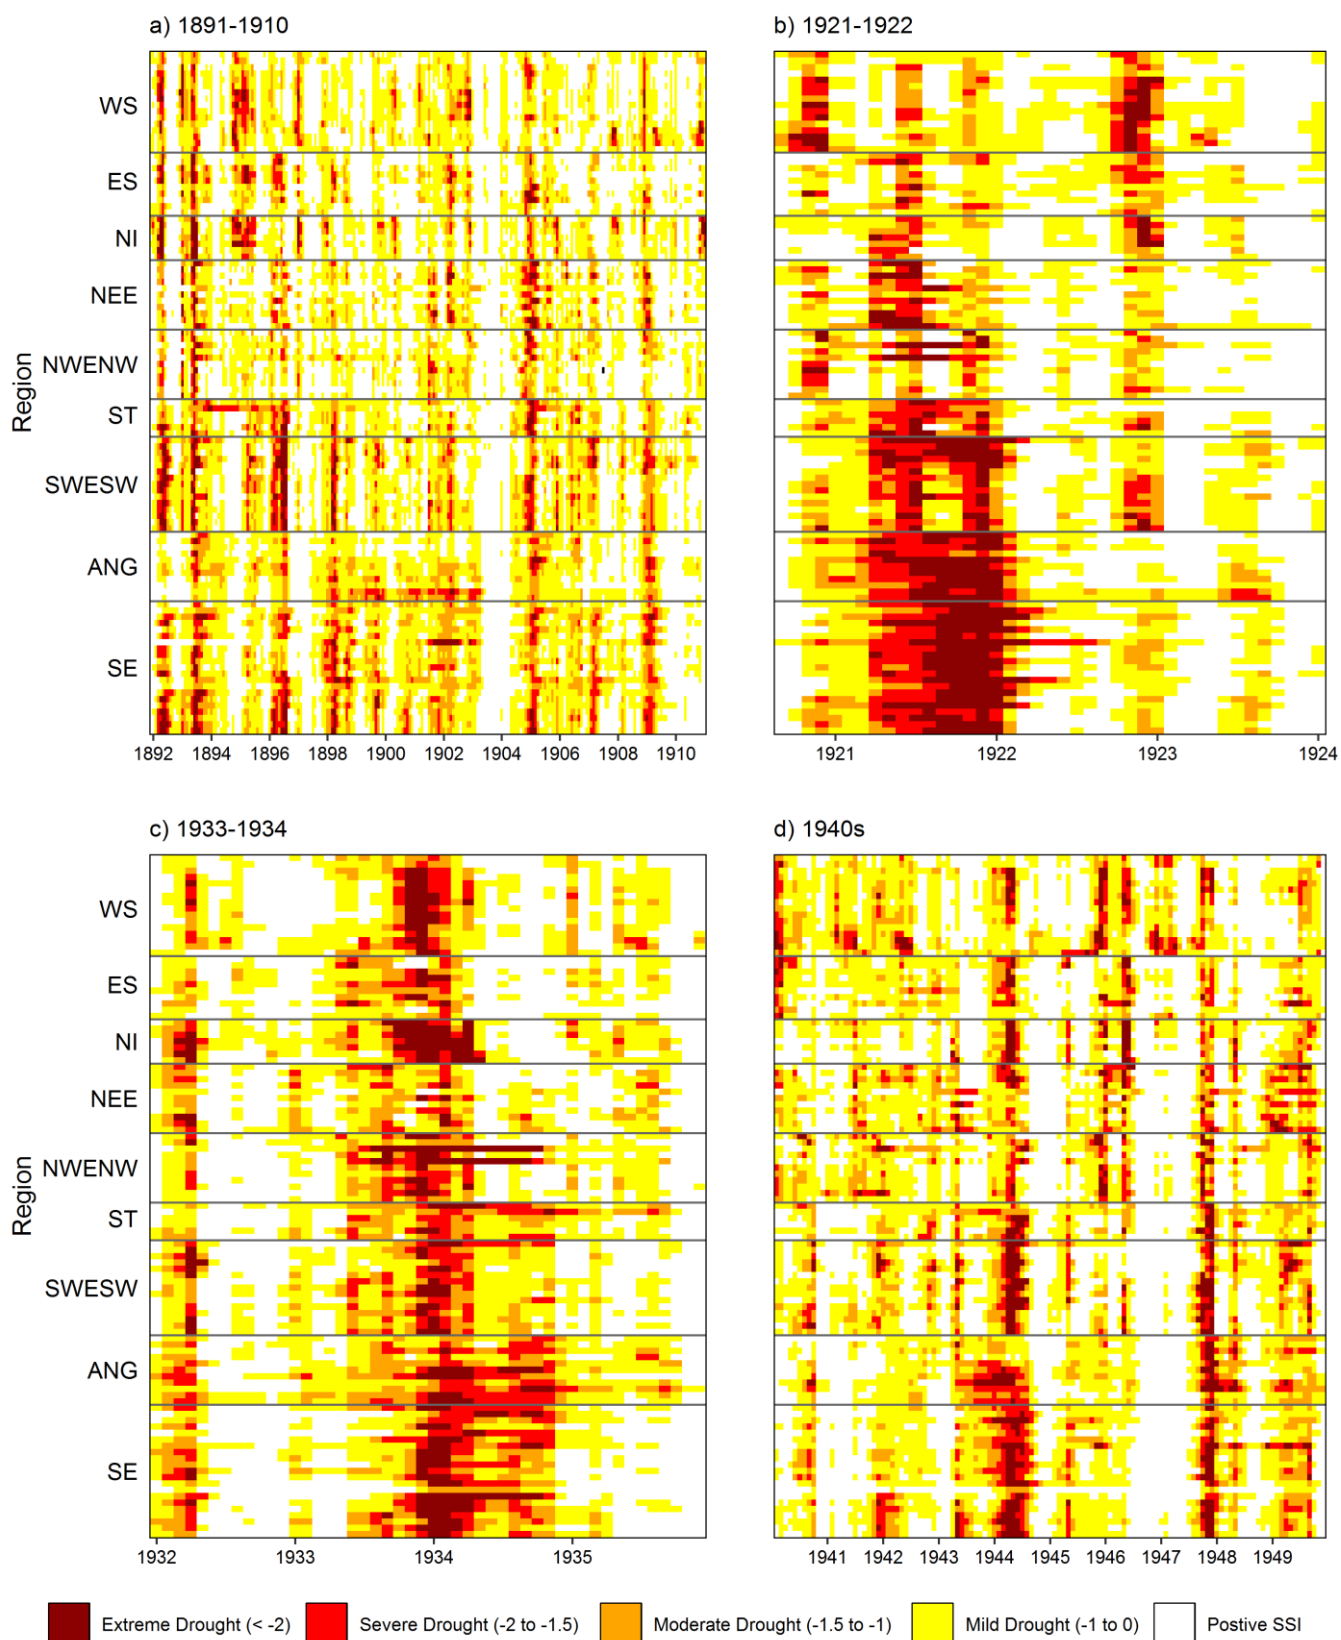 a) 1891-1910
b) 1921-1922
WS
ES
NI
NEE
NWENW
ST
SWESW
ANG
SE
Region
1892 1894 1896 1898 1900 1902 1904 1906 1908 1910
1921 1922 1923 1924
c) 1933-1934
d) 1940s
WS
ES
NI
NEE
NWENW
ST
SWESW
ANG
SE
Region
1932 1933 1934 1935
1941 1942 1943 1944 1945 1946 1947 1948 1949
Extreme Drought (< -2) Severe Drought (-2 to -1.5) Moderate Drought (-1.5 to -1) Mild Drought (-1 to 0) Postive SSI